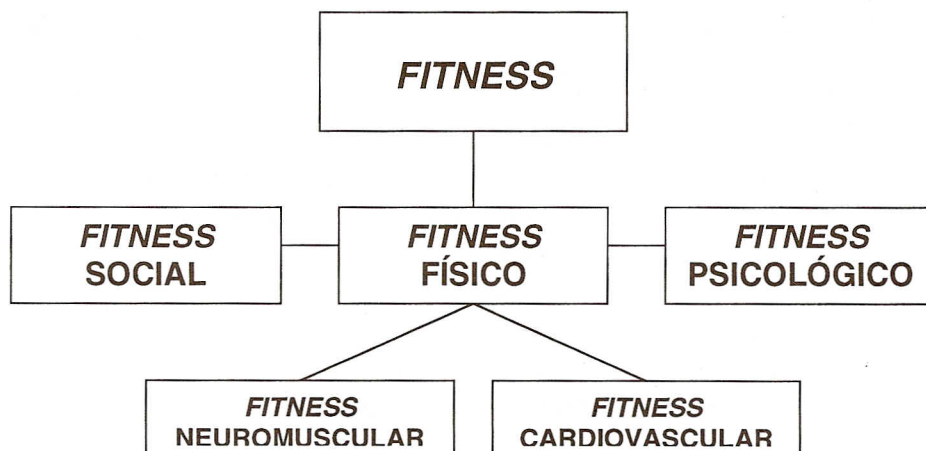 FITNESS
FITNESS
SOCIAL
FITNESS
FÍSICO
FITNESS
PSICOLÓGICO
FITNESS
NEUROMUSCULAR
FITNESS
CARDIOVASCULAR